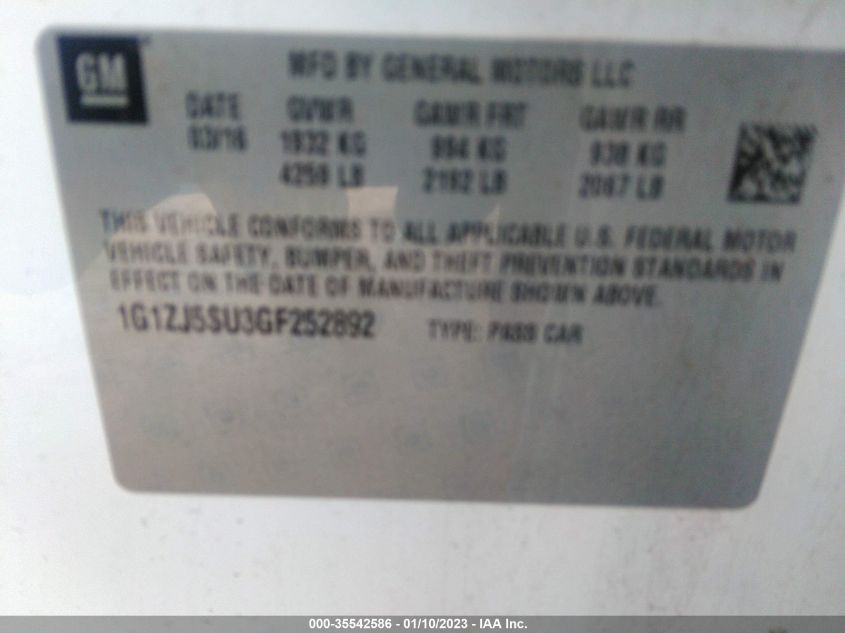 GM
MFD BY GENERAL MOTORS LLC
DATE GVWR GAWR FRT GAWR RR
03/16 1932 KG 994 KG 938 KG
4259 LB 2192 LB 2067 LB
THIS VEHICLE CONFORMS TO ALL APPLICABLE U.S. FEDERAL MOTOR
VEHICLE SAFETY, BUMPER, AND THEFT PREVENTION STANDARDS IN
EFFECT ON THE DATE OF MANUFACTURE SHOWN ABOVE.
1G1ZJ5SU3GF252892 TYPE: PASS CAR
000-35542586 - 01/10/2023 - IAA Inc.